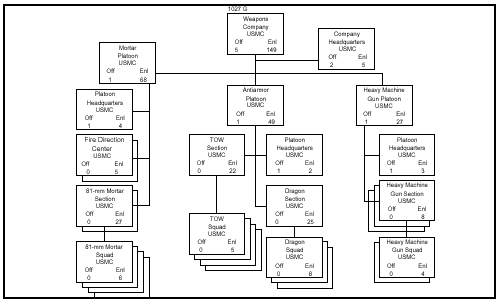 1027 G
Weapons
Company
USMC
Off Enl
5 149
Company
Headquarters
USMC
Off Enl
2 5
Mortar
Platoon
USMC
Off Enl
1 68
Antiarmor
Platoon
USMC
Off Enl
1 49
Heavy Machine
Gun Platoon
USMC
Off Enl
1 27
Platoon
Headquarters
USMC
Off Enl
1 4
Fire Direction
Center
USMC
Off Enl
0 5
TOW
Section
USMC
Off Enl
0 22
Platoon
Headquarters
USMC
Off Enl
1 2
Platoon
Headquarters
USMC
Off Enl
1 3
81-mm Mortar
Section
USMC
Off Enl
0 27
Dragon
Section
USMC
Off Enl
0 25
Heavy Machine
Gun Section
USMC
Off Enl
0 8
TOW
Squad
USMC
Off Enl
0 5
81-mm Mortar
Squad
USMC
Off Enl
0 6
Dragon
Squad
USMC
Off Enl
0 8
Heavy Machine
Gun Squad
USMC
Off Enl
0 4